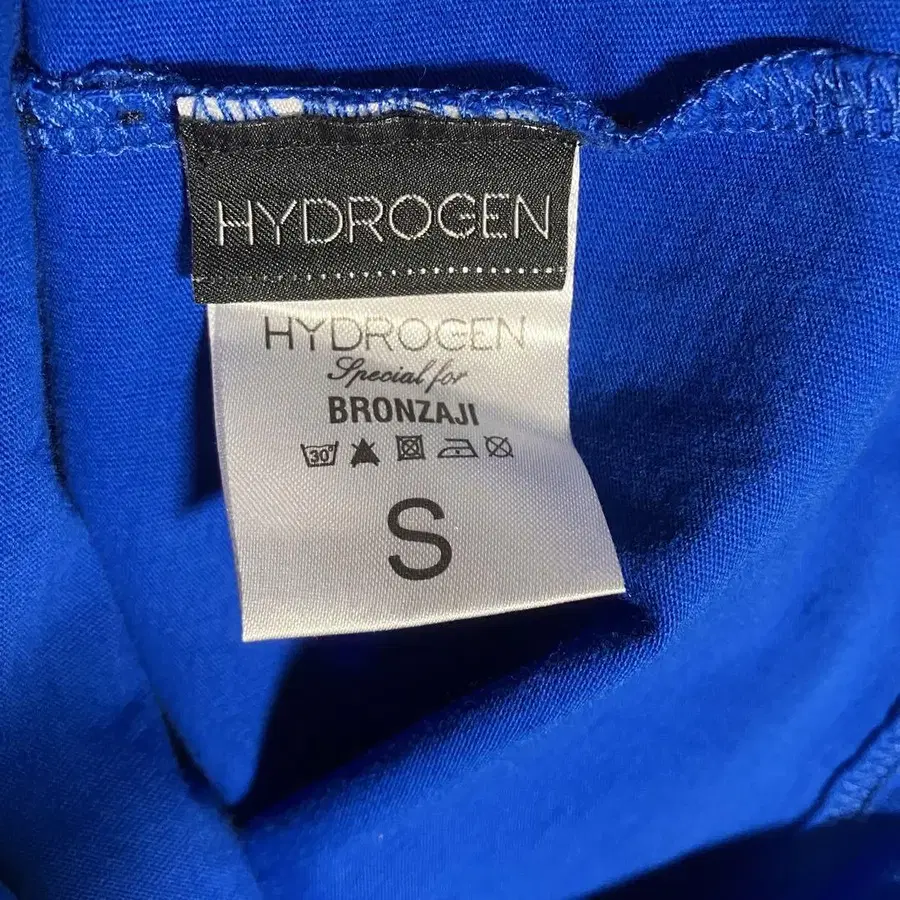 HYDROGEN
HYDROGEN
Special for
BRONZAJI
30°
S